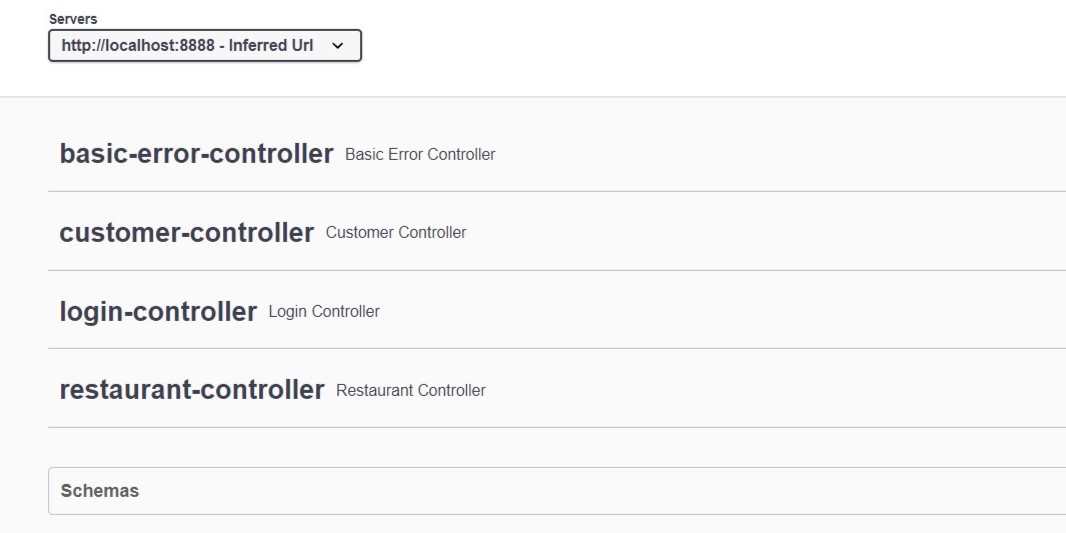 Servers
http://localhost:8888 - Inferred Url
basic-error-controller Basic Error Controller
customer-controller Customer Controller
login-controller Login Controller
restaurant-controller Restaurant Controller
Schemas